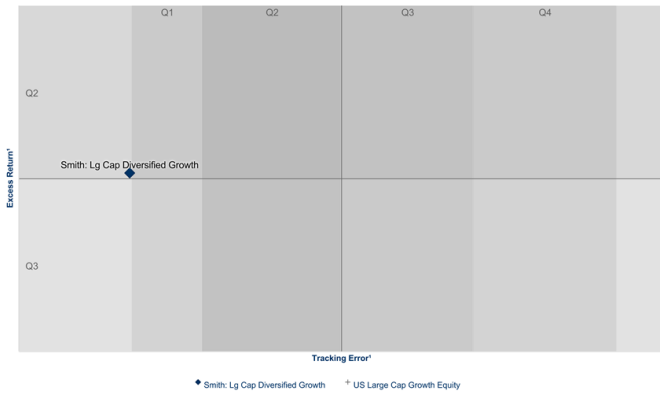 Q1 Q2 Q3 Q4
Q2
Smith: Lg Cap Diversified Growth
Excess Return¹
Q3
Tracking Error¹
Smith: Lg Cap Diversified Growth US Large Cap Growth Equity